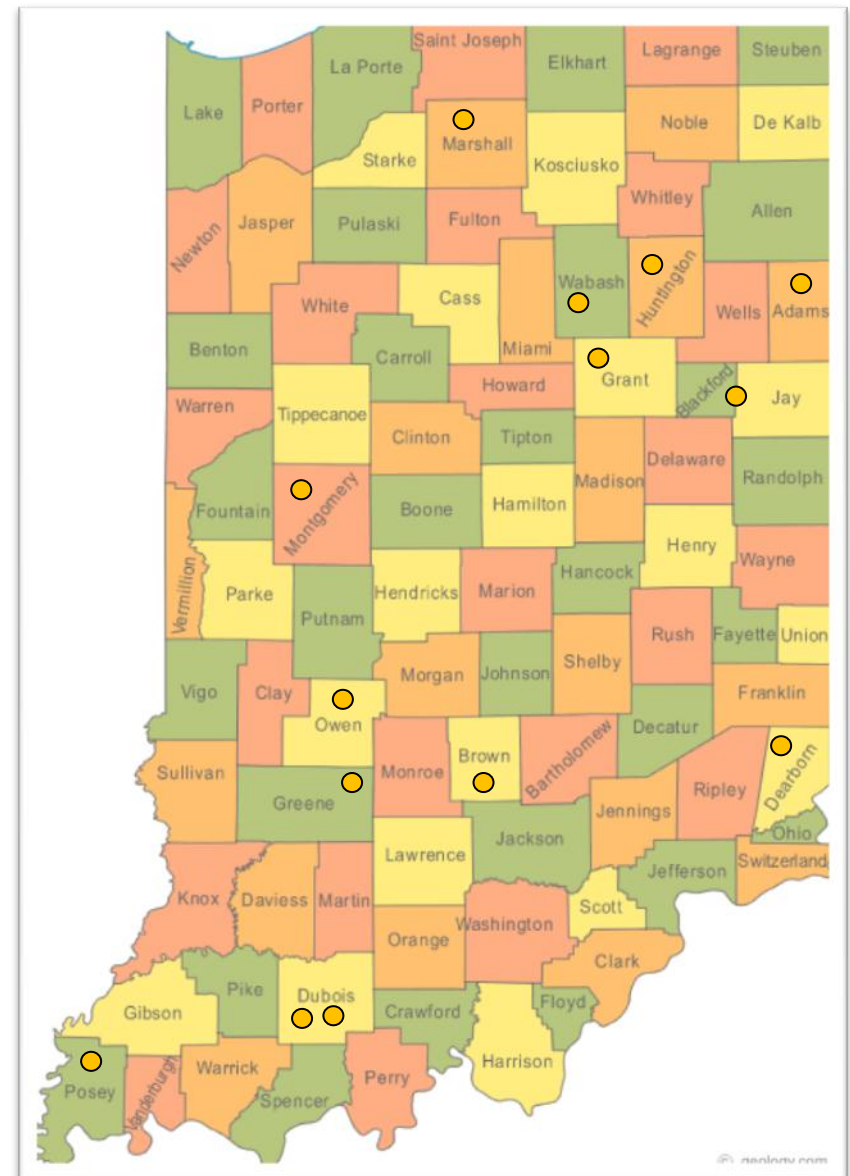 Saint Joseph
Lagrange
Steuben
La Porte
Elkhart
Lake
Porter
Noble
De Kalb
Marshall
Starke
Kosciusko
Whitley
Allen
Newton
Jasper
Pulaski
Fulton
Wabash
Huntington
White
Cass
Wells
Adams
Benton
Carroll
Miami
Howard
Grant
Blackford
Jay
Warren
Tippecanoe
Clinton
Tipton
Delaware
Randolph
Madison
Fountain
Montgomery
Boone
Hamilton
Henry
Wayne
Vermillion
Parke
Putnam
Hendricks
Marion
Hancock
Rush
Fayette
Union
Vigo
Clay
Morgan
Johnson
Shelby
Franklin
Owen
Decatur
Sullivan
Greene
Monroe
Brown
Bartholomew
Ripley
Dearborn
Jennings
Ohio
Lawrence
Jackson
Jefferson
Switzerland
Knox
Daviess
Martin
Orange
Washington
Scott
Clark
Gibson
Pike
Dubois
Crawford
Floyd
Harrison
Posey
Vanderburgh
Warrick
Spencer
Perry
© geology.com